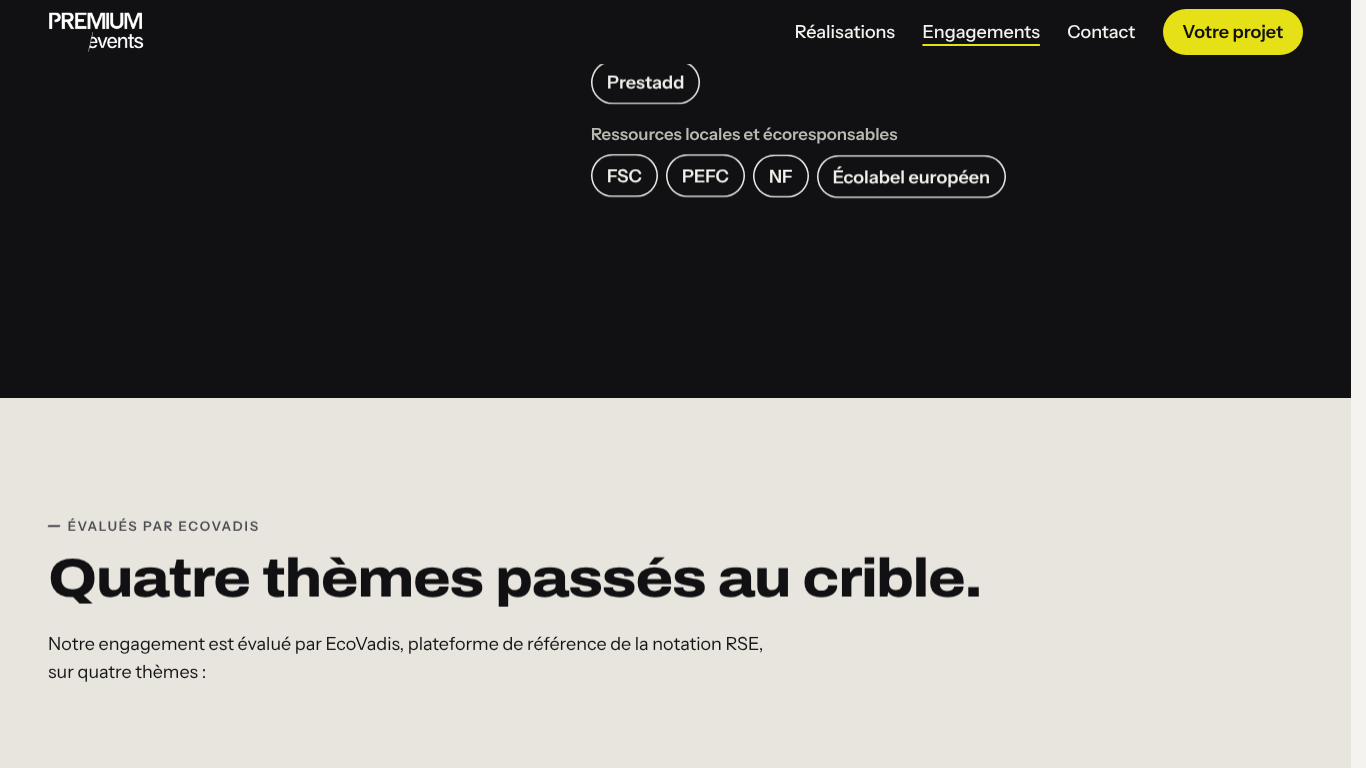 PREMIUM
events
Réalisations Engagements Contact Votre projet
Prestadd
Ressources locales et écoresponsables
FSC PEFC NF Écolabel européen
— ÉVALUÉS PAR ECOVADIS
Quatre thèmes passés au crible.
Notre engagement est évalué par EcoVadis, plateforme de référence de la notation RSE,
sur quatre thèmes :